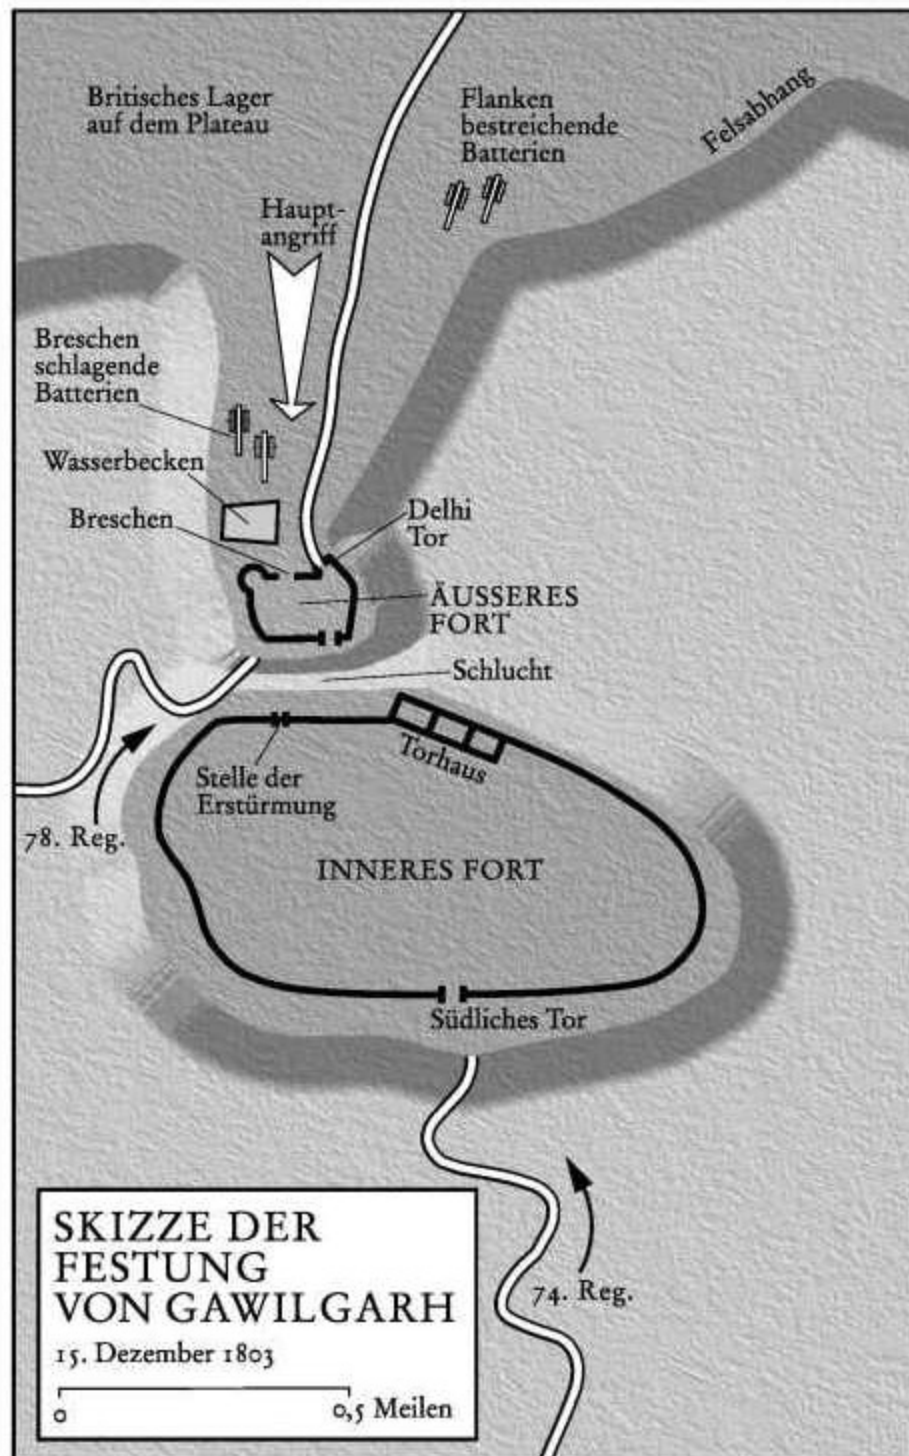 Britisches Lager
auf dem Plateau
Flanken
bestreichende
Batterien
Felsabhang
Haupt-
angriff
Breschen
schlagende
Batterien
Wasserbecken
Breschen
Delhi
Tor
ÄUSSERES
FORT
Schlucht
Torhaus
Stelle der
Erstürmung
78. Reg.
INNERES FORT
Südliches Tor
74. Reg.
SKIZZE DER
FESTUNG
VON GAWILGARH
15. Dezember 1803
0 0,5 Meilen